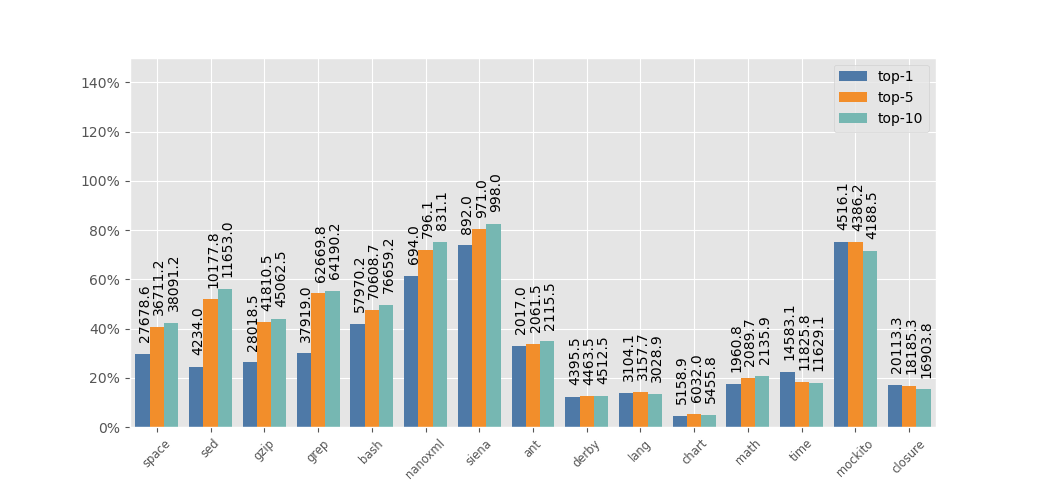 140%
120%
100%
80%
60%
40%
20%
0%
top-1
top-5
top-10
27678.6
36711.2
38091.2
4234.0
10177.8
11653.0
28018.5
41810.5
45062.5
37919.0
62669.8
64190.2
57970.2
70608.7
76659.2
694.0
796.1
831.1
892.0
971.0
998.0
2017.0
2061.5
2115.5
4395.5
4463.5
4512.5
3104.1
3157.7
3028.9
5158.9
6032.0
5455.8
1960.8
2089.7
2135.9
14583.1
11825.8
11629.1
4516.1
4386.2
4188.5
20113.3
18185.3
16903.8
space
sed
gzip
grep
bash
nanoxml
siena
ant
derby
lang
chart
math
time
mockito
closure